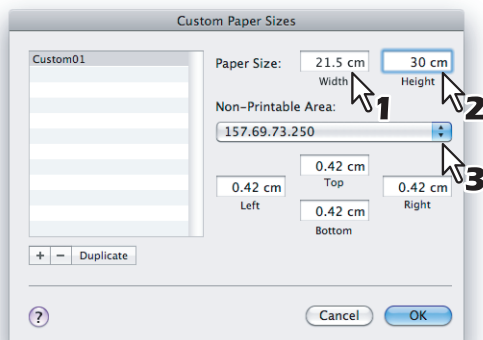 Custom Paper Sizes
Custom01
Paper Size:
21.5 cm
30 cm
Width
Height
1
2
Non-Printable Area:
157.69.73.250
3
0.42 cm
Top
0.42 cm
0.42 cm
Left
Right
0.42 cm
Bottom
+ − Duplicate
?
Cancel
OK